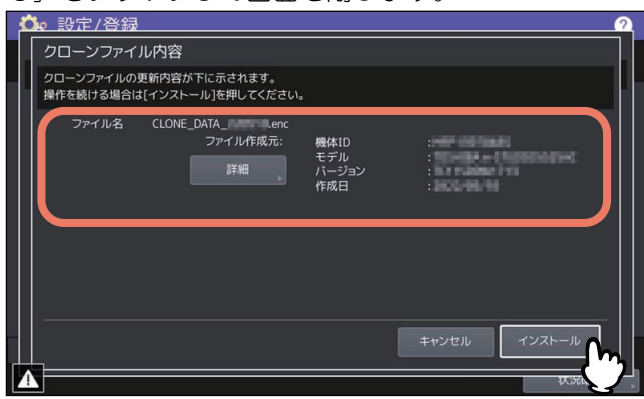 設定/登録
?
クローンファイル内容
クローンファイルの更新内容が下に示されます。
操作を続ける場合は[インストール]を押してください。
ファイル名 CLONE_DATA_ .enc
ファイル作成元: 機体ID :
モデル :
詳細 バージョン :
作成日 :
キャンセル インストール
状況